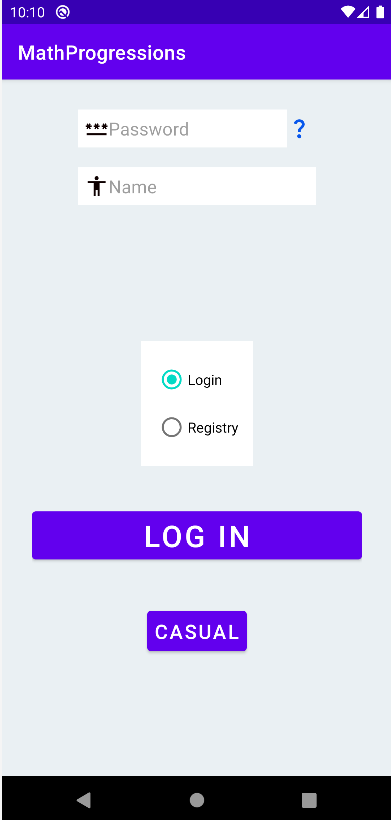 10:10
MathProgressions
Password ?
Name
Login
Registry
LOG IN
CASUAL